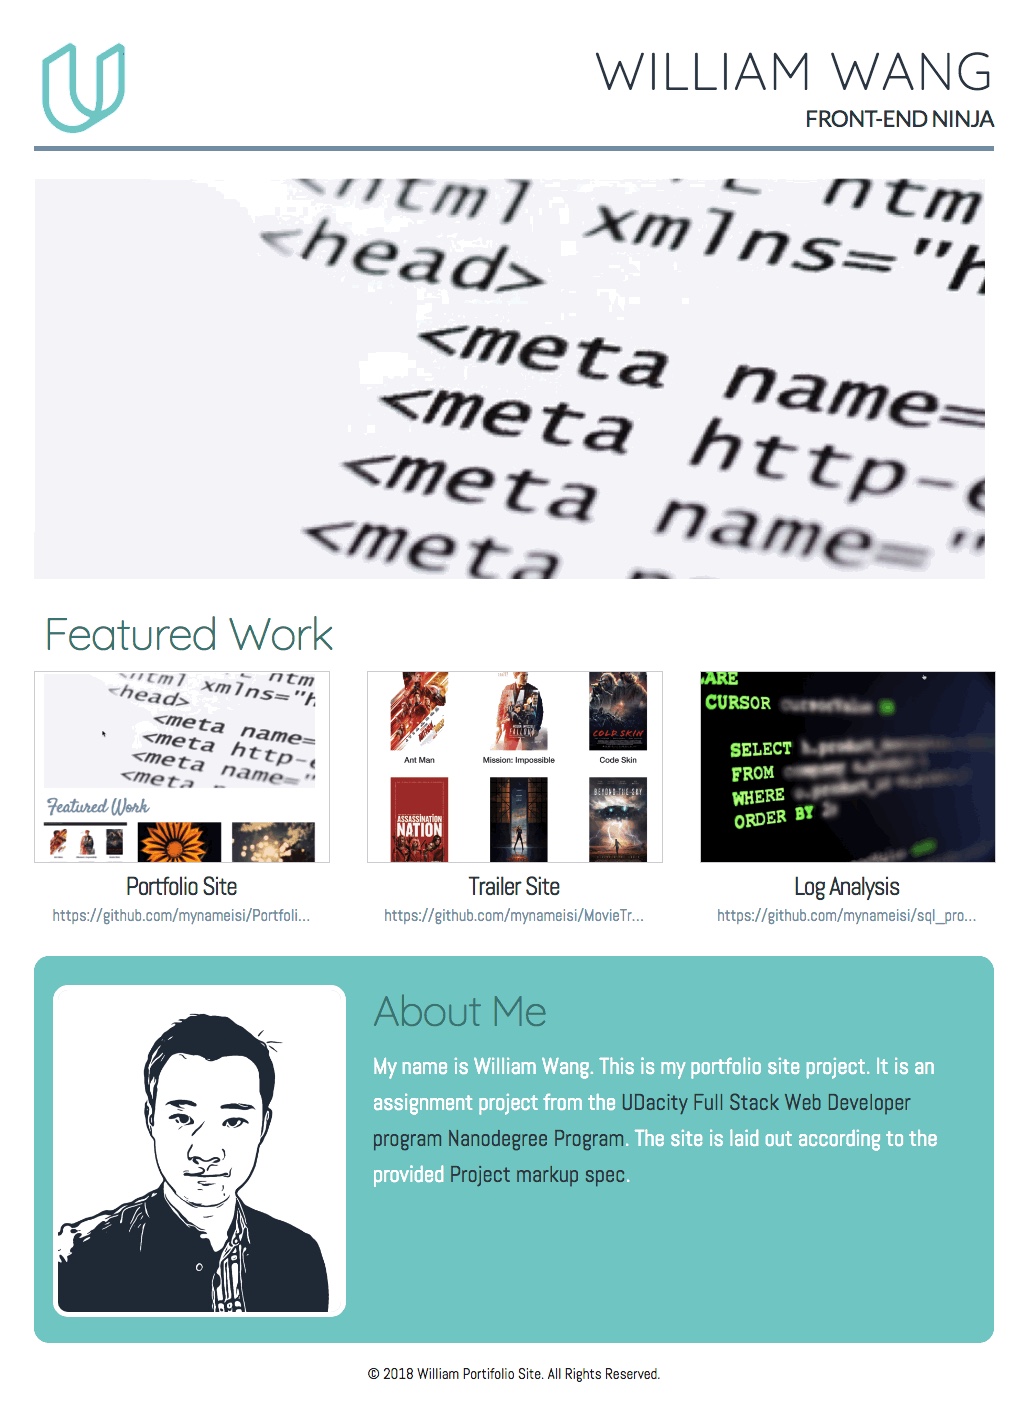 WILLIAM WANG
FRONT-END NINJA
<html
xmlns="h
<head>
<meta name=
<meta http-e
<meta name="
<meta
Featured Work
<html xmlns="h
<head>
<meta name=
<meta http-e
<meta name="
<meta
Featured Work
Ant Man
Mission: Impossible
Code Skin
COLD SKIN
ASSASSINATION
NATION
BEYOND THE SKY
CURSOR
SELECT
FROM
WHERE
ORDER BY
Portfolio Site
Trailer Site
Log Analysis
https://github.com/mynameisi/Portfoli...
https://github.com/mynameisi/MovieTr...
https://github.com/mynameisi/sql_pro...
About Me
My name is William Wang. This is my portfolio site project. It is an
assignment project from the UDacity Full Stack Web Developer
program Nanodegree Program. The site is laid out according to the
provided Project markup spec.
© 2018 William Portifolio Site. All Rights Reserved.